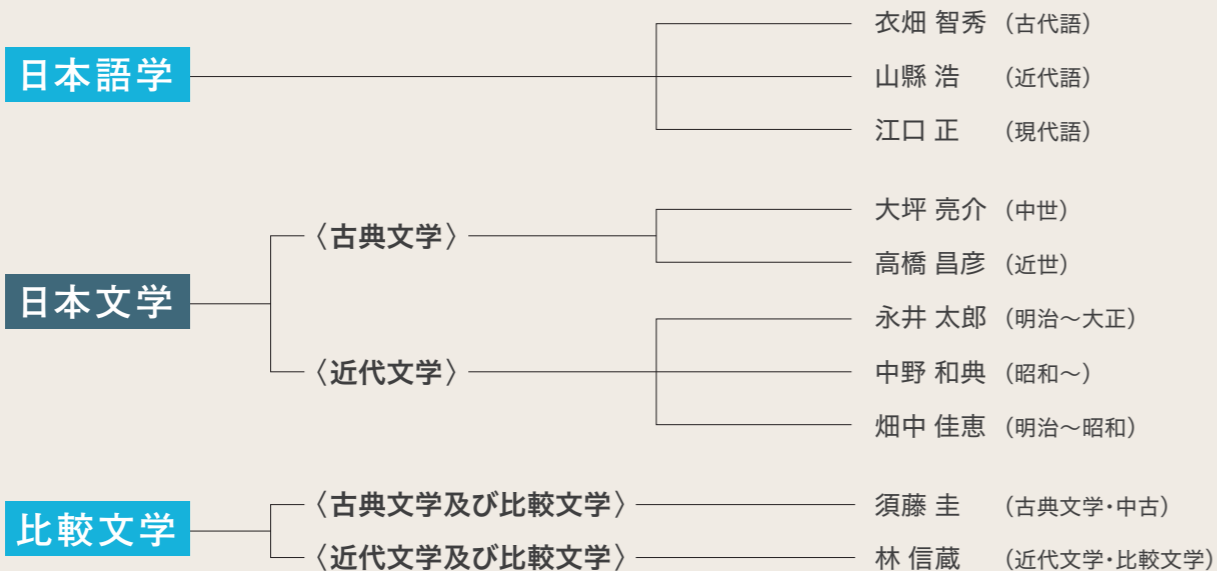 日本語学
衣畑 智秀 （古代語）
山縣 浩 （近代語）
江口 正 （現代語）
日本文学
〈古典文学〉
大坪 亮介 （中世）
高橋 昌彦 （近世）
〈近代文学〉
永井 太郎 （明治～大正）
中野 和典 （昭和～）
畑中 佳恵 （明治～昭和）
比較文学
〈古典文学及び比較文学〉 須藤 圭 （古典文学・中古）
〈近代文学及び比較文学〉 林 信蔵 （近代文学・比較文学）